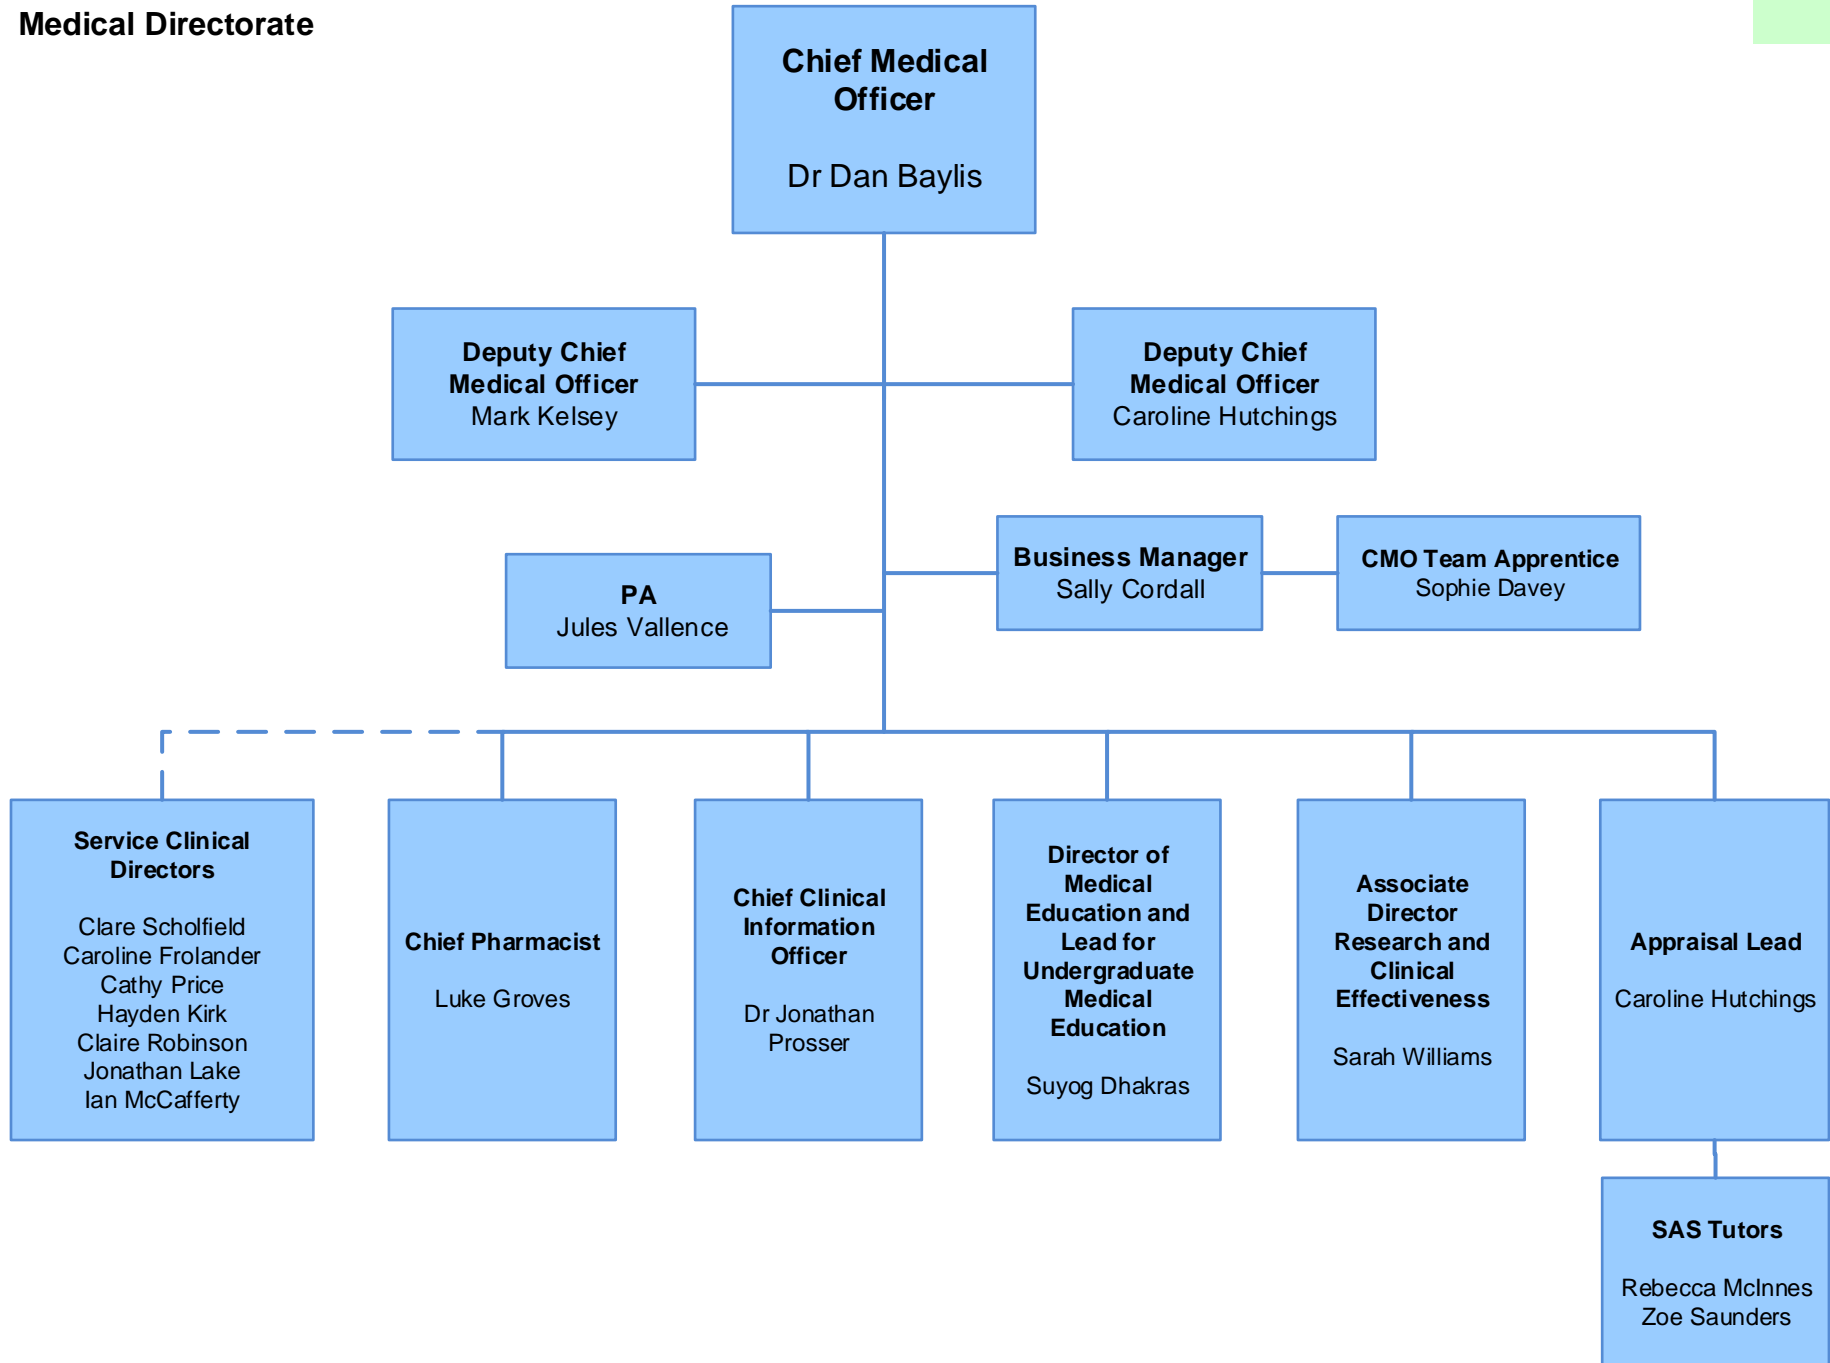 Medical Directorate
Chief Medical
Officer
Dr Dan Baylis
Deputy Chief
Medical Officer
Mark Kelsey
Deputy Chief
Medical Officer
Caroline Hutchings
Business Manager
Sally Cordall
CMO Team Apprentice
Sophie Davey
PA
Jules Vallence
Service Clinical
Directors
Clare Scholfield
Caroline Frolander
Cathy Price
Hayden Kirk
Claire Robinson
Jonathan Lake
Ian McCafferty
Chief Pharmacist
Luke Groves
Chief Clinical
Information
Officer
Dr Jonathan
Prosser
Director of
Medical
Education and
Lead for
Undergraduate
Medical
Education
Suyog Dhakras
Associate
Director
Research and
Clinical
Effectiveness
Sarah Williams
Appraisal Lead
Caroline Hutchings
SAS Tutors
Rebecca McInnes
Zoe Saunders